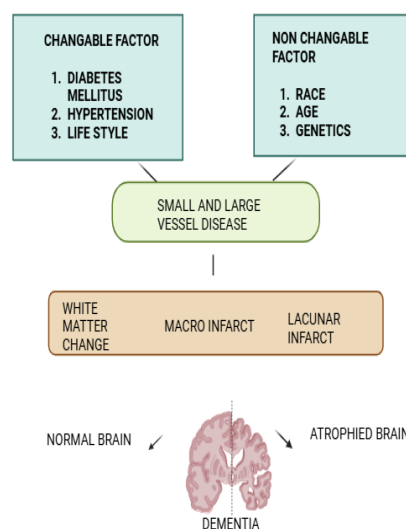 CHANGABLE FACTOR
1. DIABETES
MELLITUS
2. HYPERTENSION
3. LIFE STYLE
NON CHANGABLE
FACTOR
1. RACE
2. AGE
3. GENETICS
SMALL AND LARGE
VESSEL DISEASE
WHITE
MATTER
CHANGE
MACRO INFARCT
LACUNAR
INFARCT
NORMAL BRAIN
ATROPHIED BRAIN
DEMENTIA